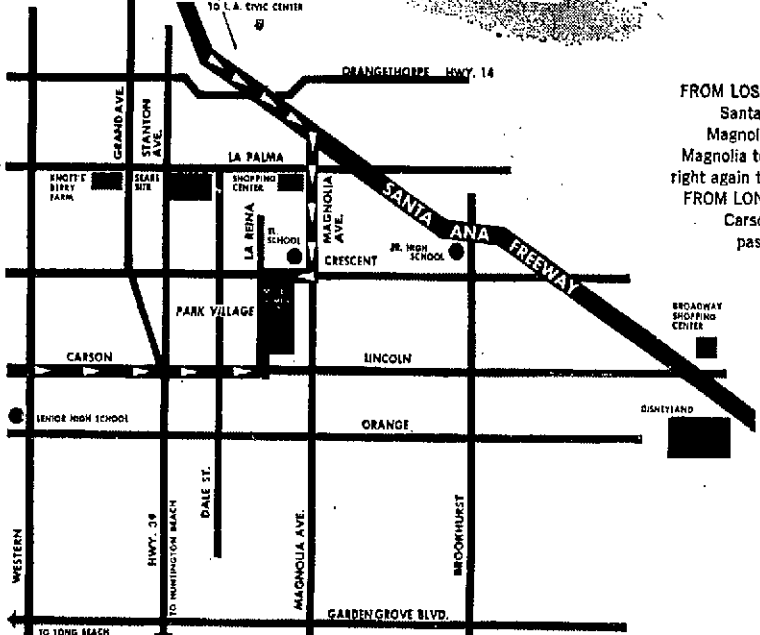 TO L.A. CIVIC CENTER
ORANGETHORPE HWY. 14
FROM LOS
Santa
Magnol
Magnolia to
right again t
FROM LON
Carso
pas
GRAND AVE.
STANTON
AVE.
LA PALMA
KNOTT'S
BERRY
FARM
SEARS
SITE
SHOPPING
CENTER
LA REINA
SCHOOL
MAGNOLIA
AVE.
SANTA ANA FREEWAY
JR. HIGH
SCHOOL
CRESCENT
PARK VILLAGE
BROADWAY
SHOPPING
CENTER
CARSON
LINCOLN
DISNEYLAND
SENIOR HIGH SCHOOL
ORANGE
WESTERN
HWY. 39
TO HUNTINGTON BEACH
DALE ST.
MAGNOLIA AVE.
BROOKHURST
GARDEN GROVE BLVD.
TO LONG BEACH